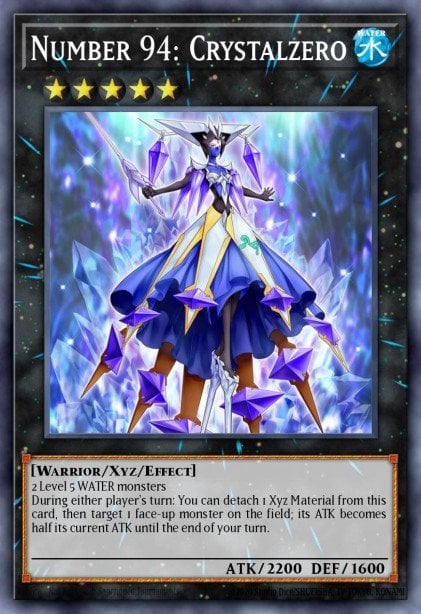 NUMBER 94: CRYSTALZERO
WATER
水
94
[WARRIOR/XYZ/EFFECT]
2 Level 5 WATER monsters
During either player's turn: You can detach 1 Xyz Material from this
card, then target 1 face-up monster on the field; its ATK becomes
half its current ATK until the end of your turn.
ATK/2200 DEF/1600